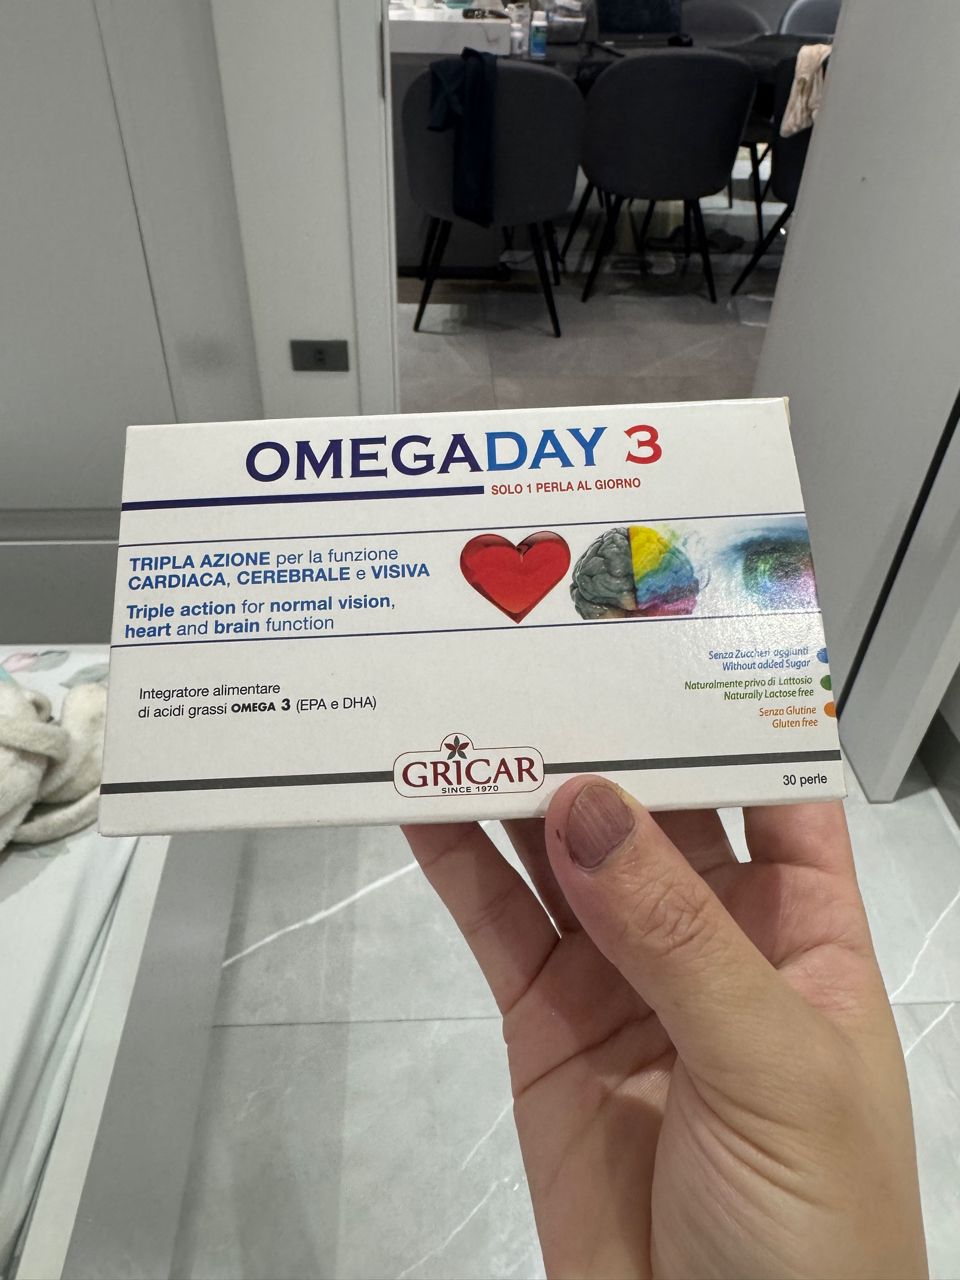 OMEGADAY 3
SOLO 1 PERLA AL GIORNO
TRIPLA AZIONE per la funzione
CARDIACA, CEREBRALE e VISIVA
Triple action for normal vision,
heart and brain function
Senza Zuccheri aggiunti
Without added Sugar
Naturalmente privo di Lattosio
Naturally Lactose free
Senza Glutine
Gluten free
Integratore alimentare
di acidi grassi OMEGA 3 (EPA e DHA)
GRICAR
SINCE 1970
30 perle